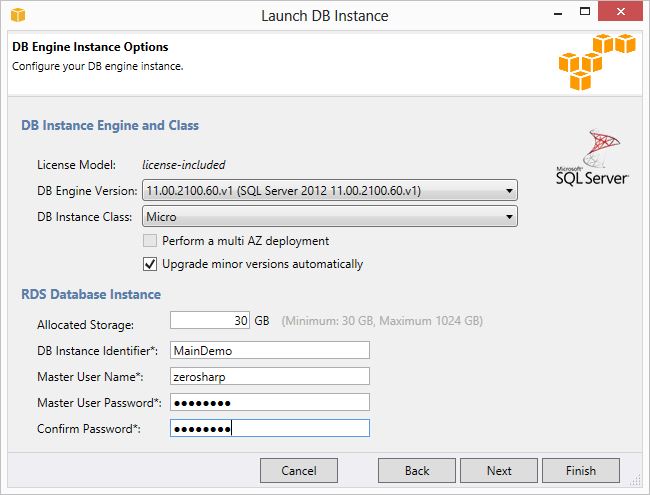 Launch DB Instance
DB Engine Instance Options
Configure your DB engine instance.
DB Instance Engine and Class
License Model: license-included
Microsoft
SQL Server
DB Engine Version: 11.00.2100.60.v1 (SQL Server 2012 11.00.2100.60.v1)
DB Instance Class: Micro
Perform a multi AZ deployment
Upgrade minor versions automatically
RDS Database Instance
Allocated Storage: 30 GB (Minimum: 30 GB, Maximum 1024 GB)
DB Instance Identifier*: MainDemo
Master User Name*: zerosharp
Master User Password*: ●●●●●●●●
Confirm Password*: ●●●●●●●●
Cancel Back Next Finish